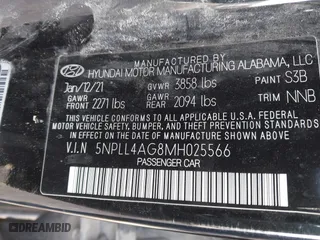 MANUFACTURED BY
HYUNDAI MOTOR MANUFACTURING ALABAMA, LLC
Jan/12/21 GVWR 3858 lbs PAINT S3B
GAWR FRONT 2271 lbs GAWR REAR 2094 lbs TRIM NNB
THIS VEHICLE CONFORMS TO ALL APPLICABLE U.S. FEDERAL
MOTOR VEHICLE SAFETY, BUMPER, AND THEFT PREVENTION
STANDARDS IN EFFECT ON THE DATE OF MANUFACTURE SHOWN ABOVE.
V.I.N 5NPLL4AG8MH025566
PASSENGER CAR
DREAMBID